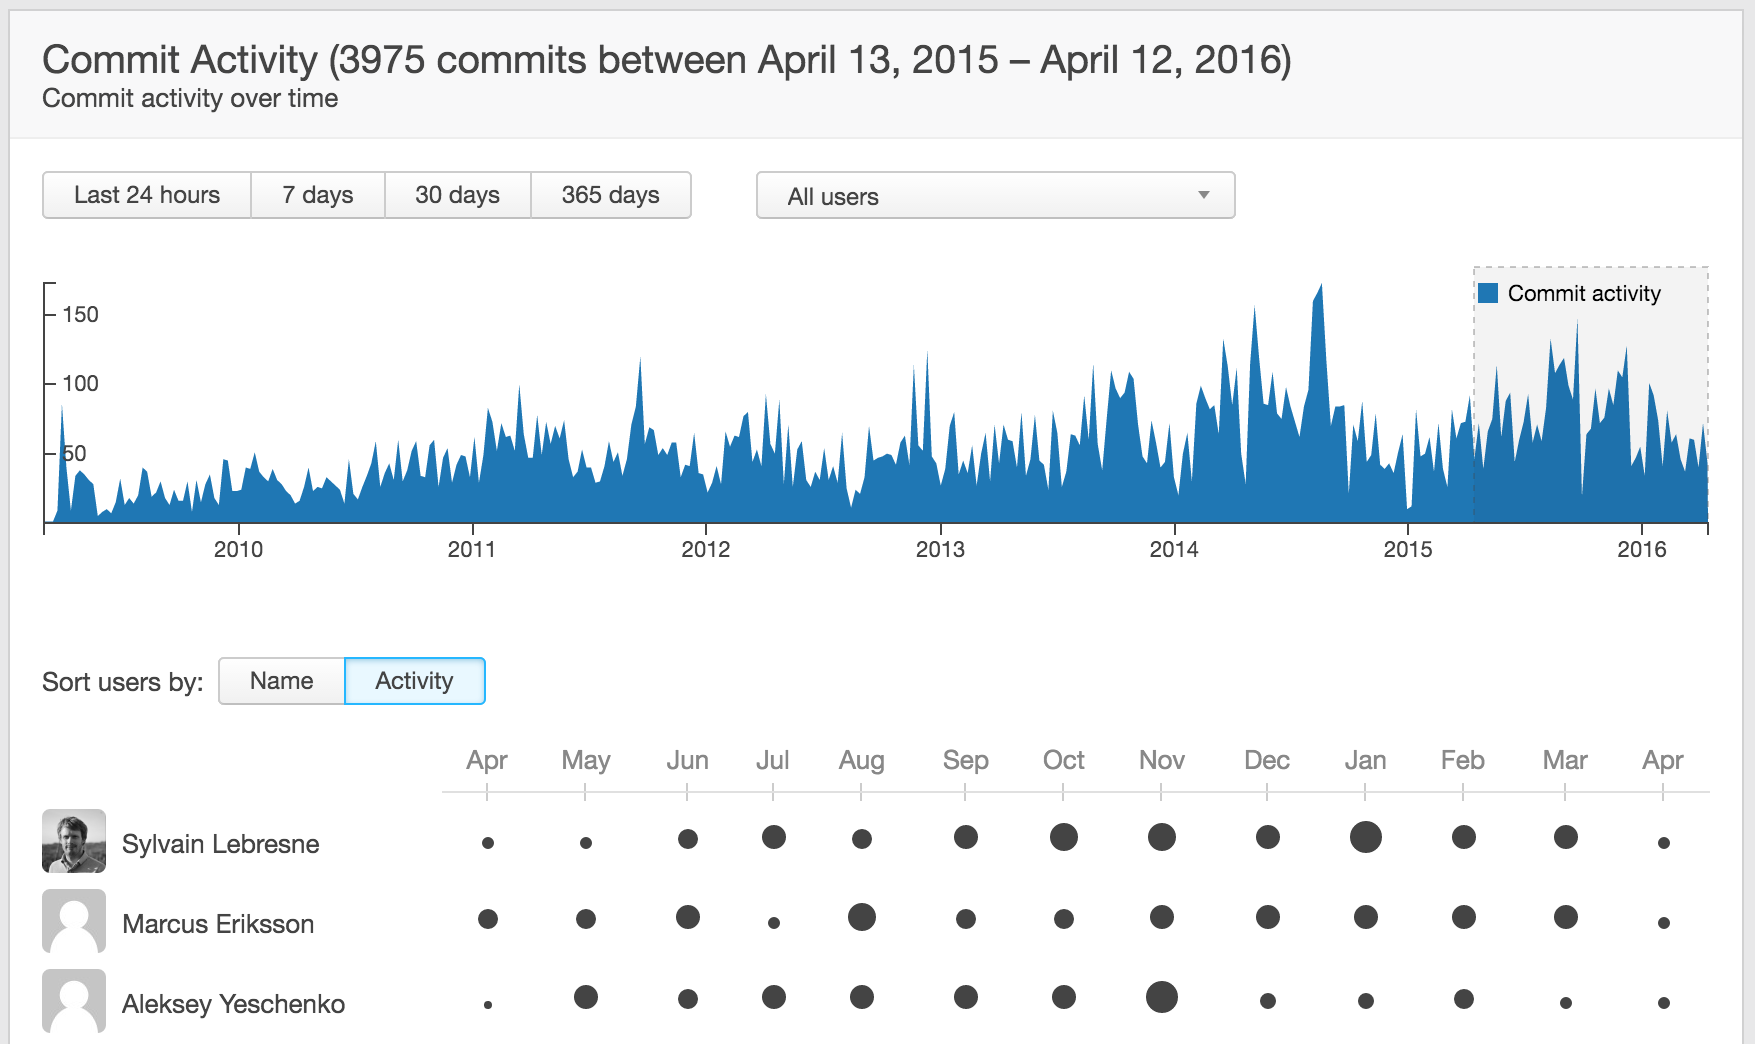 Commit Activity (3975 commits between April 13, 2015 – April 12, 2016)
Commit activity over time
Last 24 hours 7 days 30 days 365 days All users
Commit activity
150
100
50
2010 2011 2012 2013 2014 2015 2016
Sort users by: Name Activity
Apr May Jun Jul Aug Sep Oct Nov Dec Jan Feb Mar Apr
Sylvain Lebresne
Marcus Eriksson
Aleksey Yeschenko